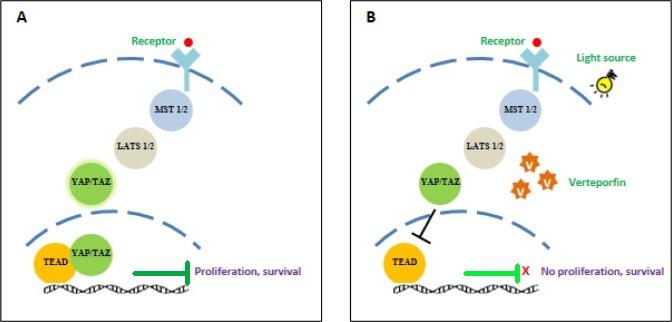 A
Receptor
MST 1/2
LATS 1/2
YAP/TAZ
TEAD
YAP/TAZ
Proliferation, survival
B
Receptor
Light source
MST 1/2
LATS 1/2
YAP/TAZ
V
V
V
Verteporfin
TEAD
X
No proliferation, survival